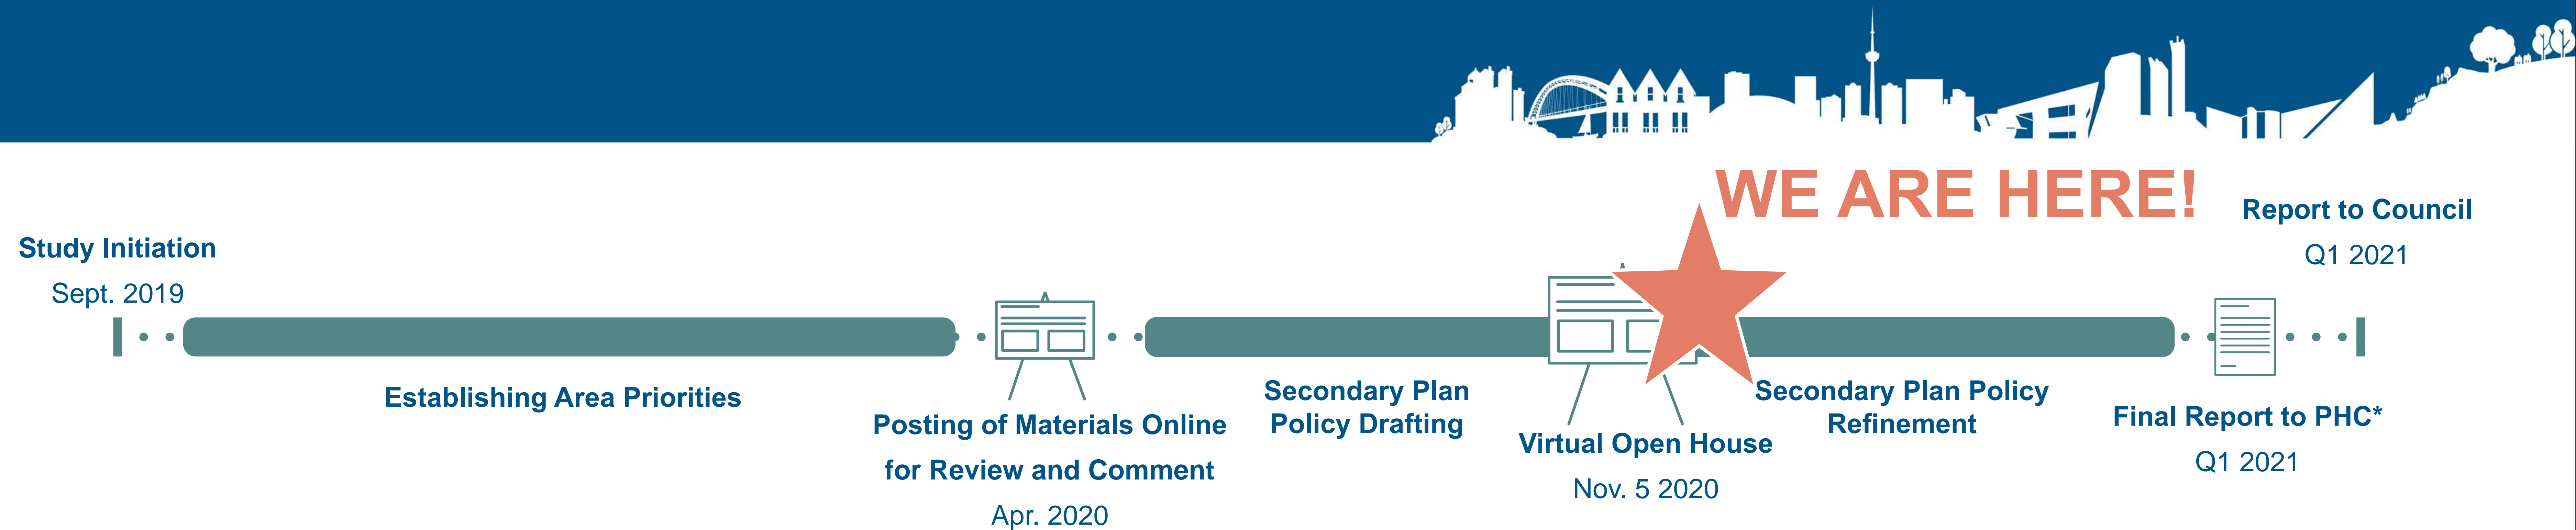 WE ARE HERE!
Study Initiation
Sept. 2019
Establishing Area Priorities
Posting of Materials Online
for Review and Comment
Apr. 2020
Secondary Plan
Policy Drafting
Virtual Open House
Nov. 5 2020
Secondary Plan Policy
Refinement
Final Report to PHC*
Q1 2021
Report to Council
Q1 2021